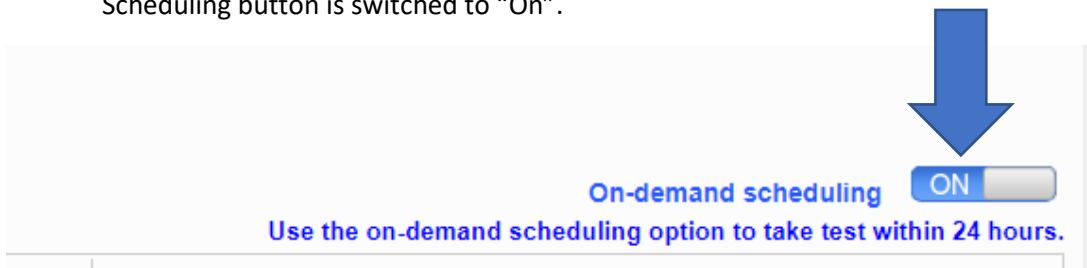 Scheduling button is switched to “On”.
On-demand scheduling ON
Use the on-demand scheduling option to take test within 24 hours.